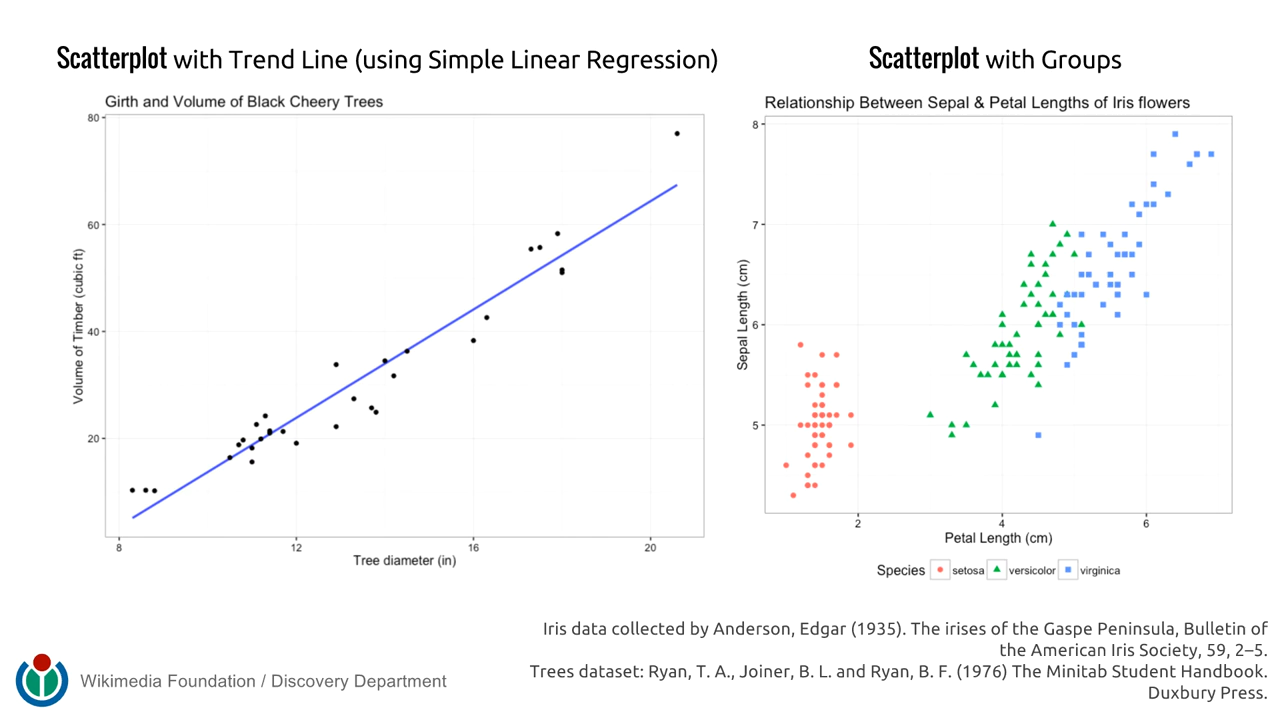 Scatterplot with Trend Line (using Simple Linear Regression)
Scatterplot with Groups
Girth and Volume of Black Cheery Trees
80
60
40
20
Volume of Timber (cubic ft)
8 12 16 20
Tree diameter (in)
Relationship Between Sepal & Petal Lengths of Iris flowers
8
7
6
5
Sepal Length (cm)
2 4 6
Petal Length (cm)
Species setosa versicolor virginica
Iris data collected by Anderson, Edgar (1935). The irises of the Gaspe Peninsula, Bulletin of
the American Iris Society, 59, 2–5.
Trees dataset: Ryan, T. A., Joiner, B. L. and Ryan, B. F. (1976) The Minitab Student Handbook.
Duxbury Press.
Wikimedia Foundation / Discovery Department